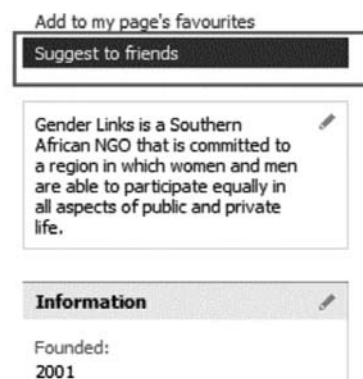 Add to my page's favourites
Suggest to friends
Gender Links is a Southern
African NGO that is committed to
a region in which women and men
are able to participate equally in
all aspects of public and private
life.
Information
Founded:
2001